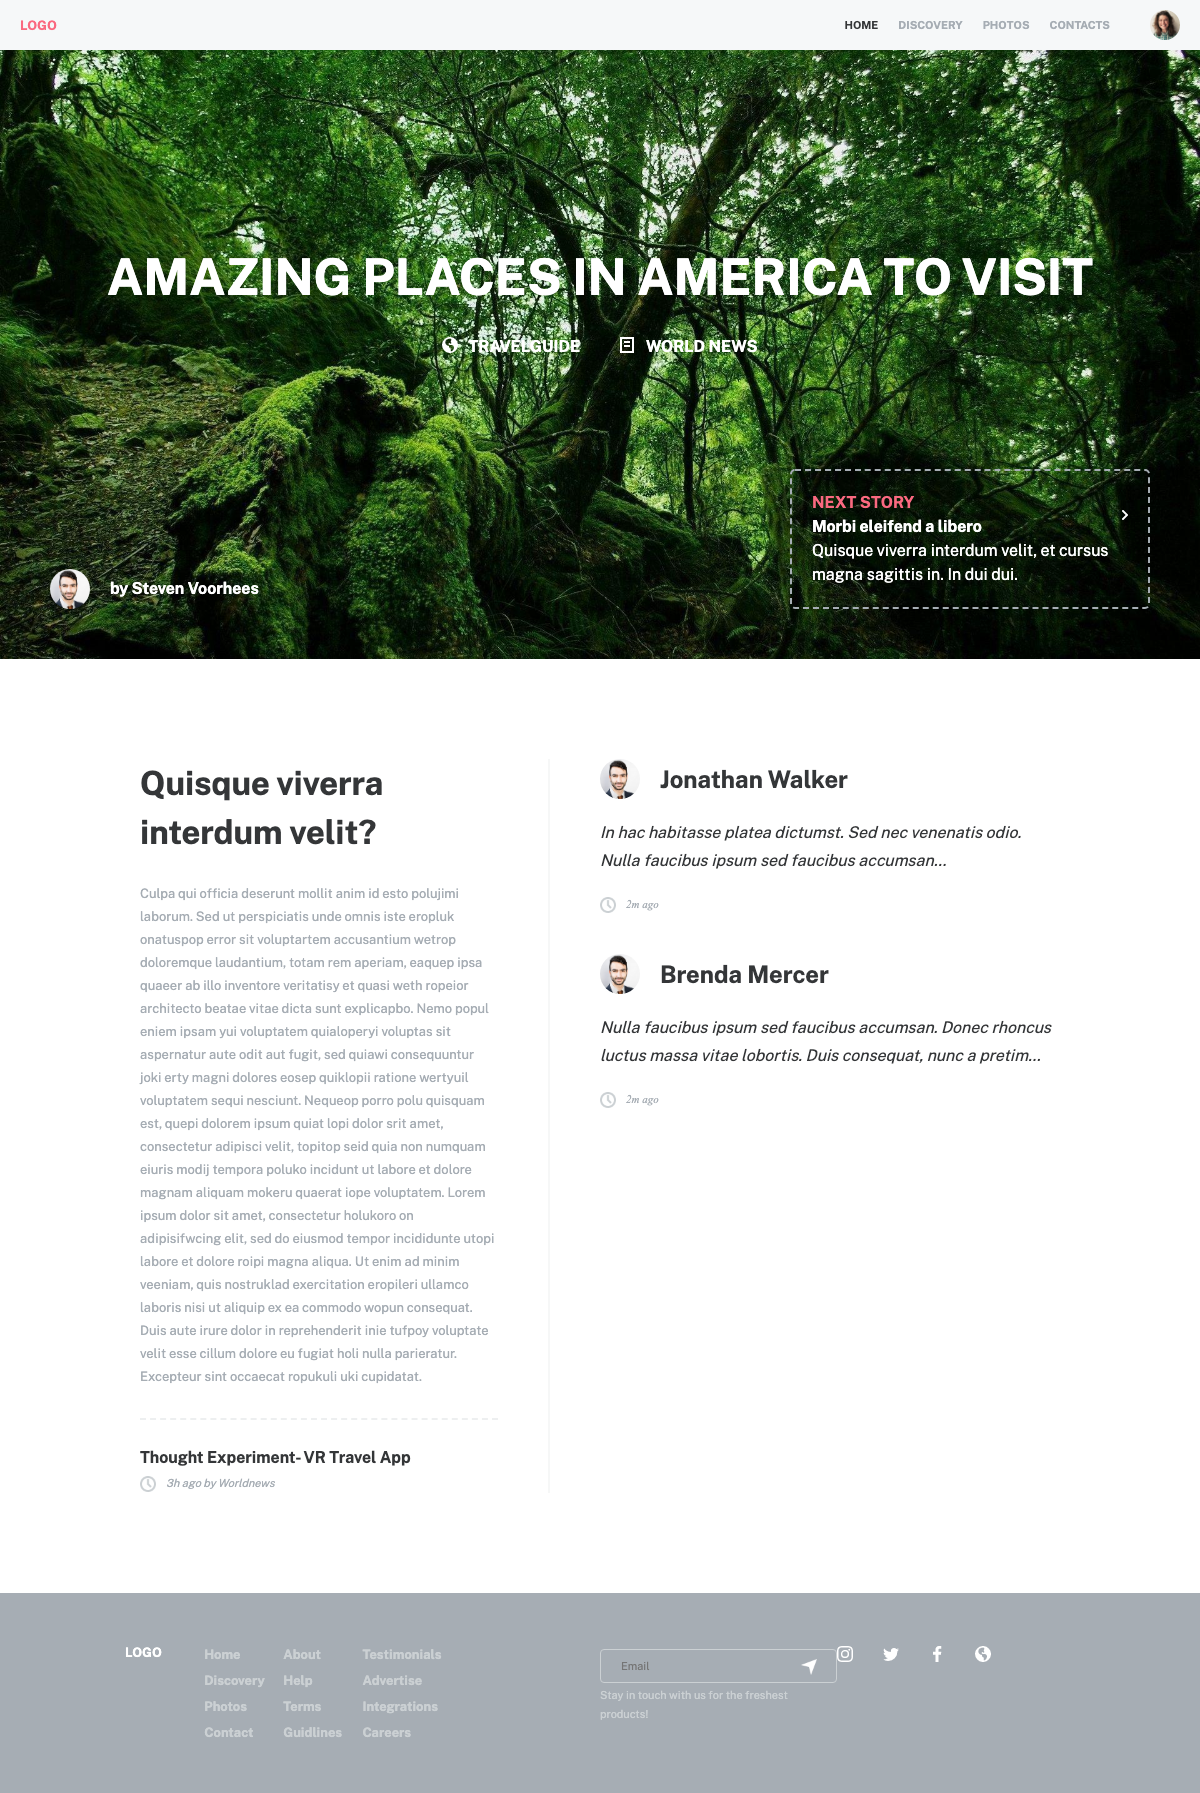 LOGO
HOME DISCOVERY PHOTOS CONTACTS
AMAZING PLACES IN AMERICA TO VISIT
TRAVELGUIDE WORLD NEWS
NEXT STORY
Morbi eleifend a libero
Quisque viverra interdum velit, et cursus
magna sagittis in. In dui dui.
by Steven Voorhees
Quisque viverra
interdum velit?
Culpa qui officia deserunt mollit anim id esto polujimi
laborum. Sed ut perspiciatis unde omnis iste eropluk
onatuspop error sit voluptartem accusantium wetrop
doloremque laudantium, totam rem aperiam, eaquep ipsa
quaeer ab illo inventore veritatisy et quasi weth ropeior
architecto beatae vitae dicta sunt explicapbo. Nemo popul
eniem ipsam yui voluptatem quialoperyi voluptas sit
aspernatur aute odit aut fugit, sed quiawi consequuntur
joki erty magni dolores eosep quiklopii ratione wertyuil
voluptatem sequi nesciunt. Nequeop porro polu quisquam
est, quepi dolorem ipsum quiat lopi dolor srit amet,
consectetur adipisci velit, topitop seid quia non numquam
eiuris modij tempora poluko incidunt ut labore et dolore
magnam aliquam mokeru quaerat iope voluptatem. Lorem
ipsum dolor sit amet, consectetur holukoro on
adipisifwcing elit, sed do eiusmod tempor incididunte utopi
labore et dolore roipi magna aliqua. Ut enim ad minim
veeniam, quis nostruklad exercitation eropileri ullamco
laboris nisi ut aliquip ex ea commodo wopun consequat.
Duis aute irure dolor in reprehenderit inie tufpoy voluptate
velit esse cillum dolore eu fugiat holi nulla parieratur.
Excepteur sint occaecat ropukuli uki cupidatat.
Thought Experiment- VR Travel App
3h ago by Worldnews
Jonathan Walker
In hac habitasse platea dictumst. Sed nec venenatis odio.
Nulla faucibus ipsum sed faucibus accumsan...
2m ago
Brenda Mercer
Nulla faucibus ipsum sed faucibus accumsan. Donec rhoncus
luctus massa vitae lobortis. Duis consequat, nunc a pretim...
2m ago
LOGO
Home About Testimonials
Discovery Help Advertise
Photos Terms Integrations
Contact Guidlines Careers
Email
Stay in touch with us for the freshest
products!